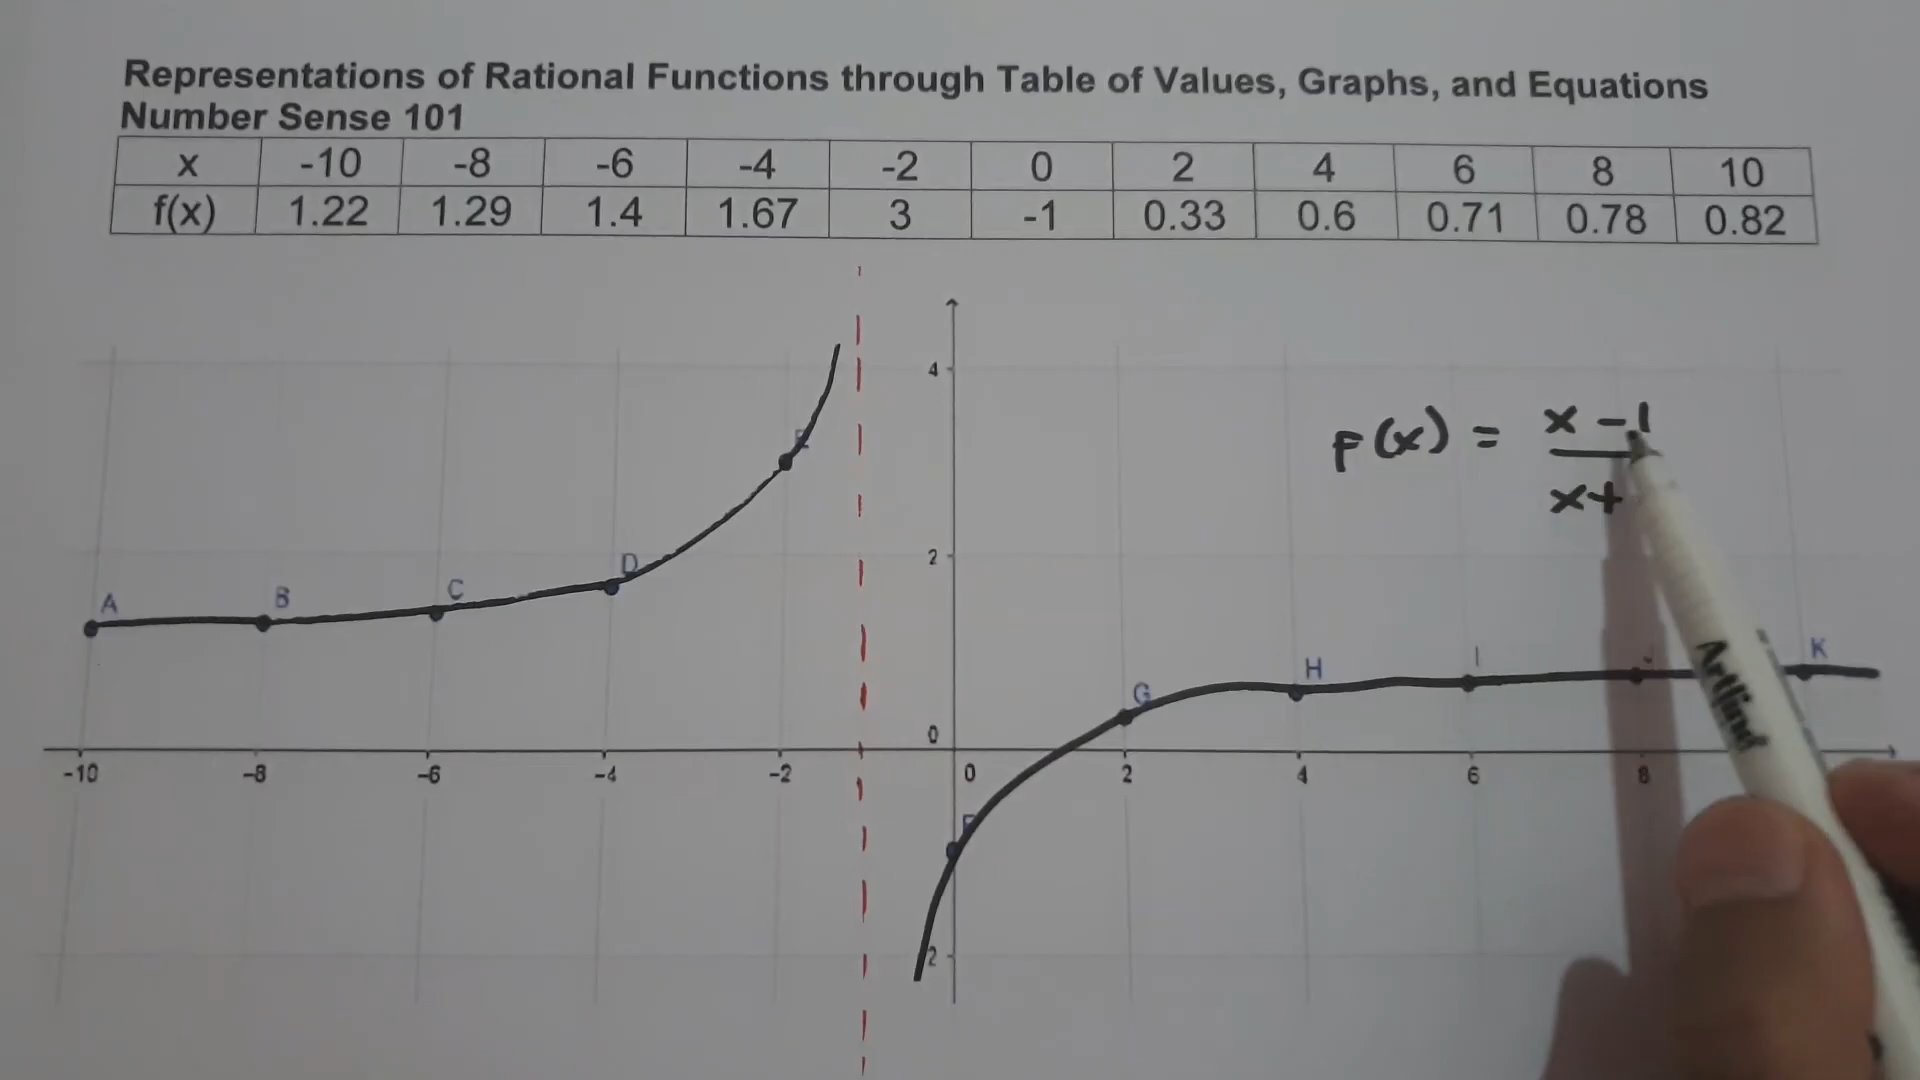 Representations of Rational Functions through Table of Values, Graphs, and Equations
Number Sense 101
x -10 -8 -6 -4 -2 0 2 4 6 8 10
f(x) 1.22 1.29 1.4 1.67 3 -1 0.33 0.6 0.71 0.78 0.82
4
F(x) = x - 1
x +
2
A B C D E
G H I K
0
-10 -8 -6 -4 -2 0 2 4 6 8
F
2
Artline